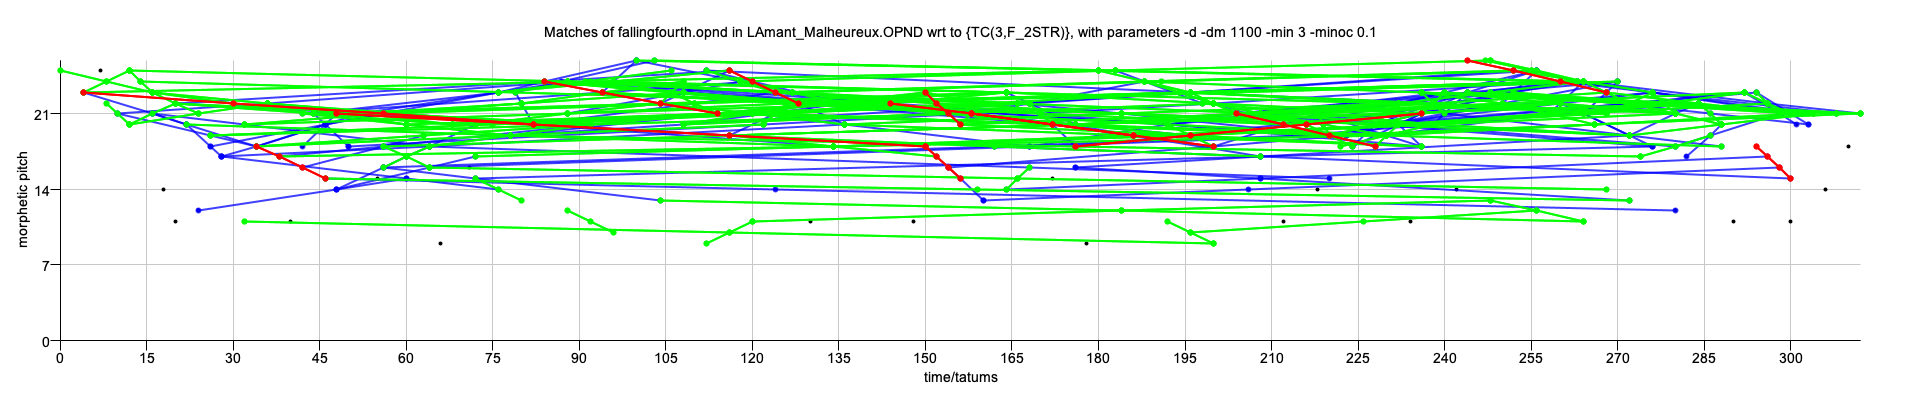 Matches of fallingfourth.opnd in LAmant_Malheureux.OPND wrt to {TC(3,F_2STR)}, with parameters -d -dm 1100 -min 3 -minoc 0.1
morphetic pitch
21
14
7
0
0 15 30 45 60 75 90 105 120 135 150 165 180 195 210 225 240 255 270 285 300
time/tatums